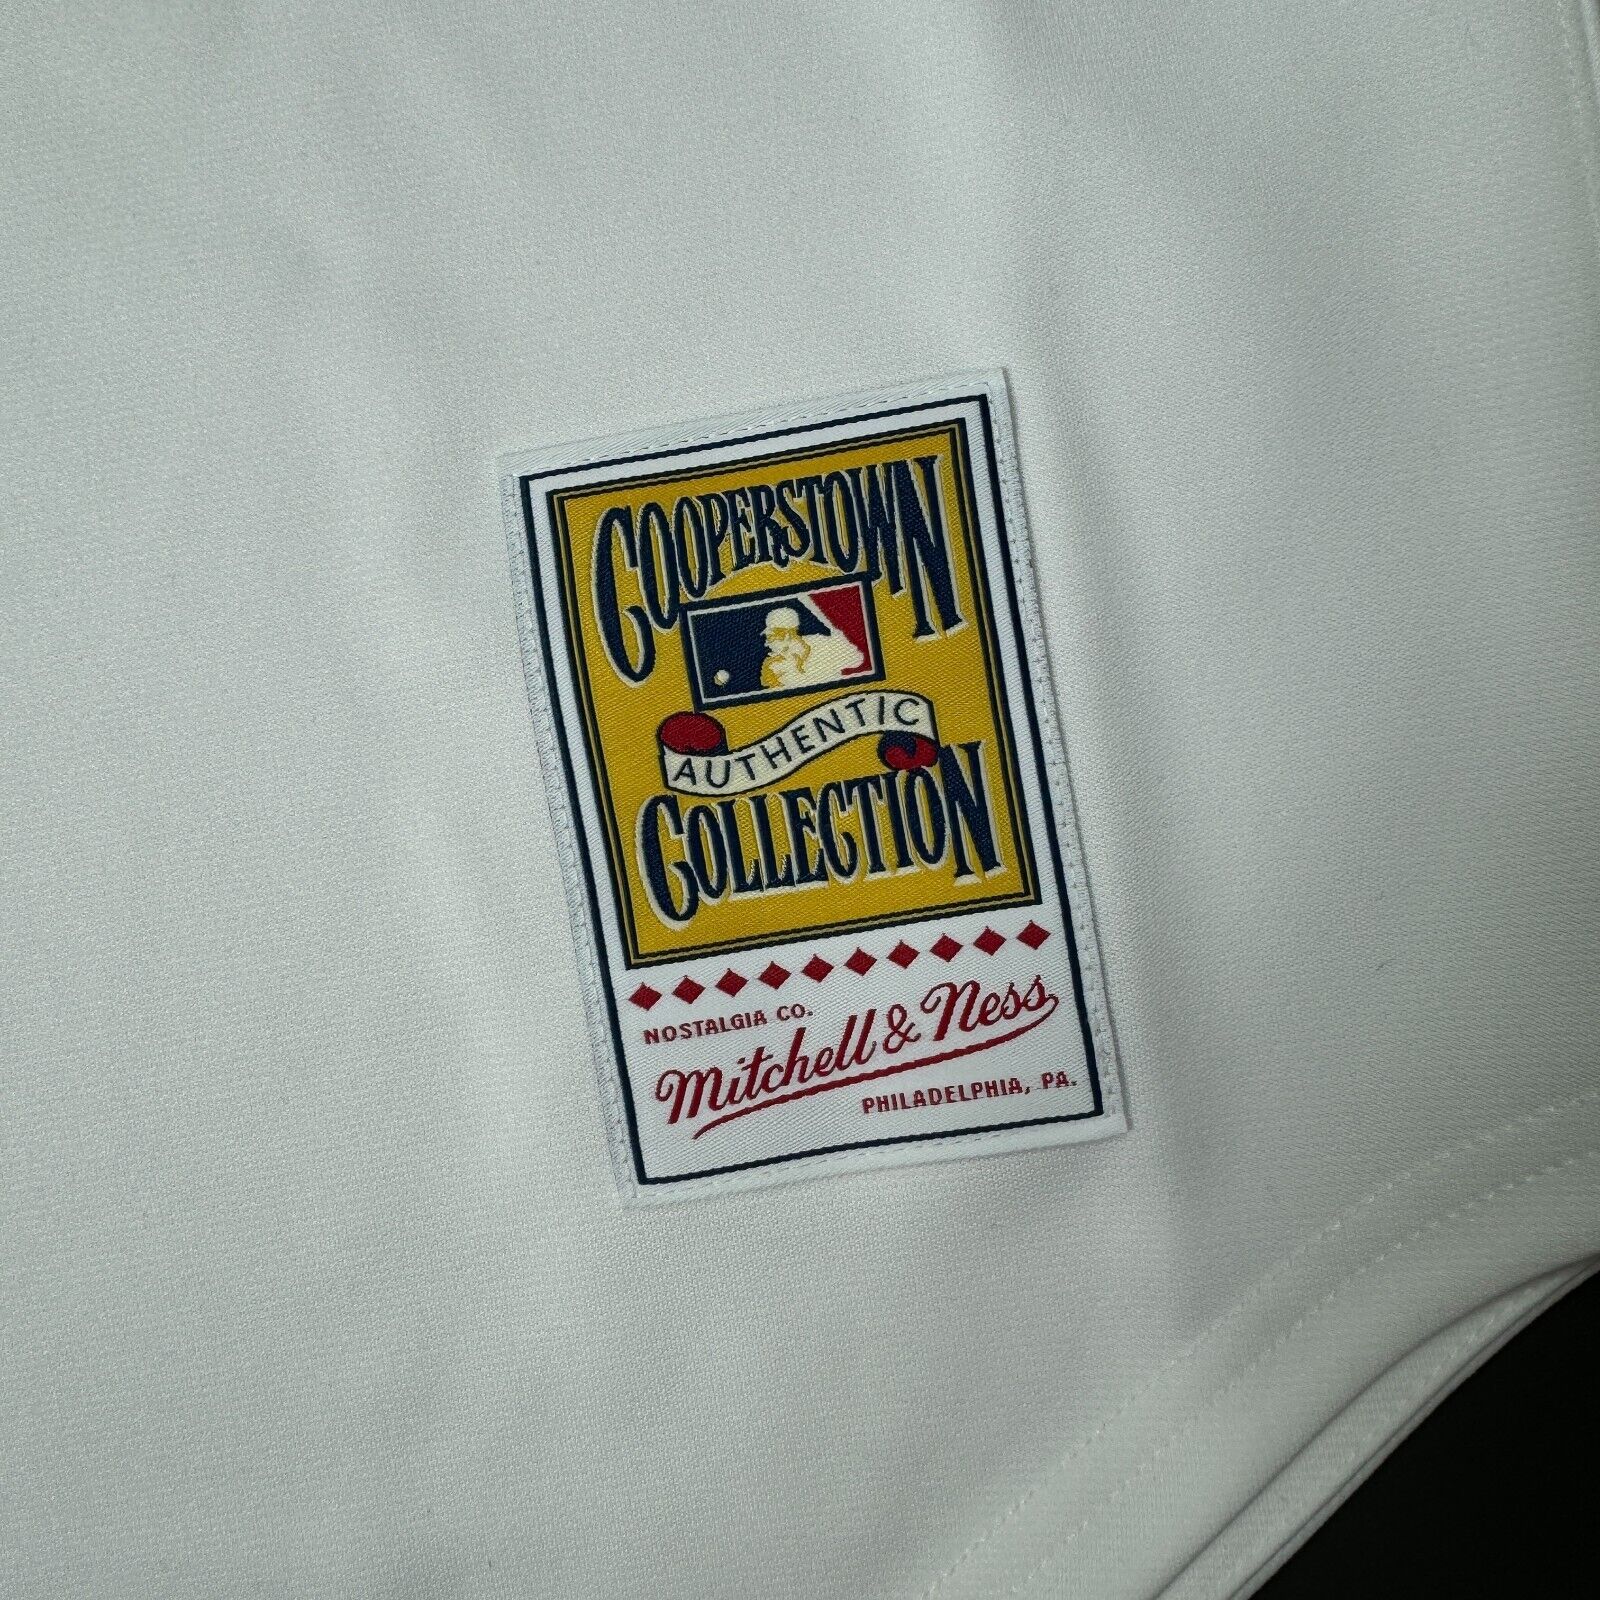 COOPERSTOWN
AUTHENTIC
COLLECTION
NOSTALGIA CO.
Mitchell & Ness
PHILADELPHIA, PA.